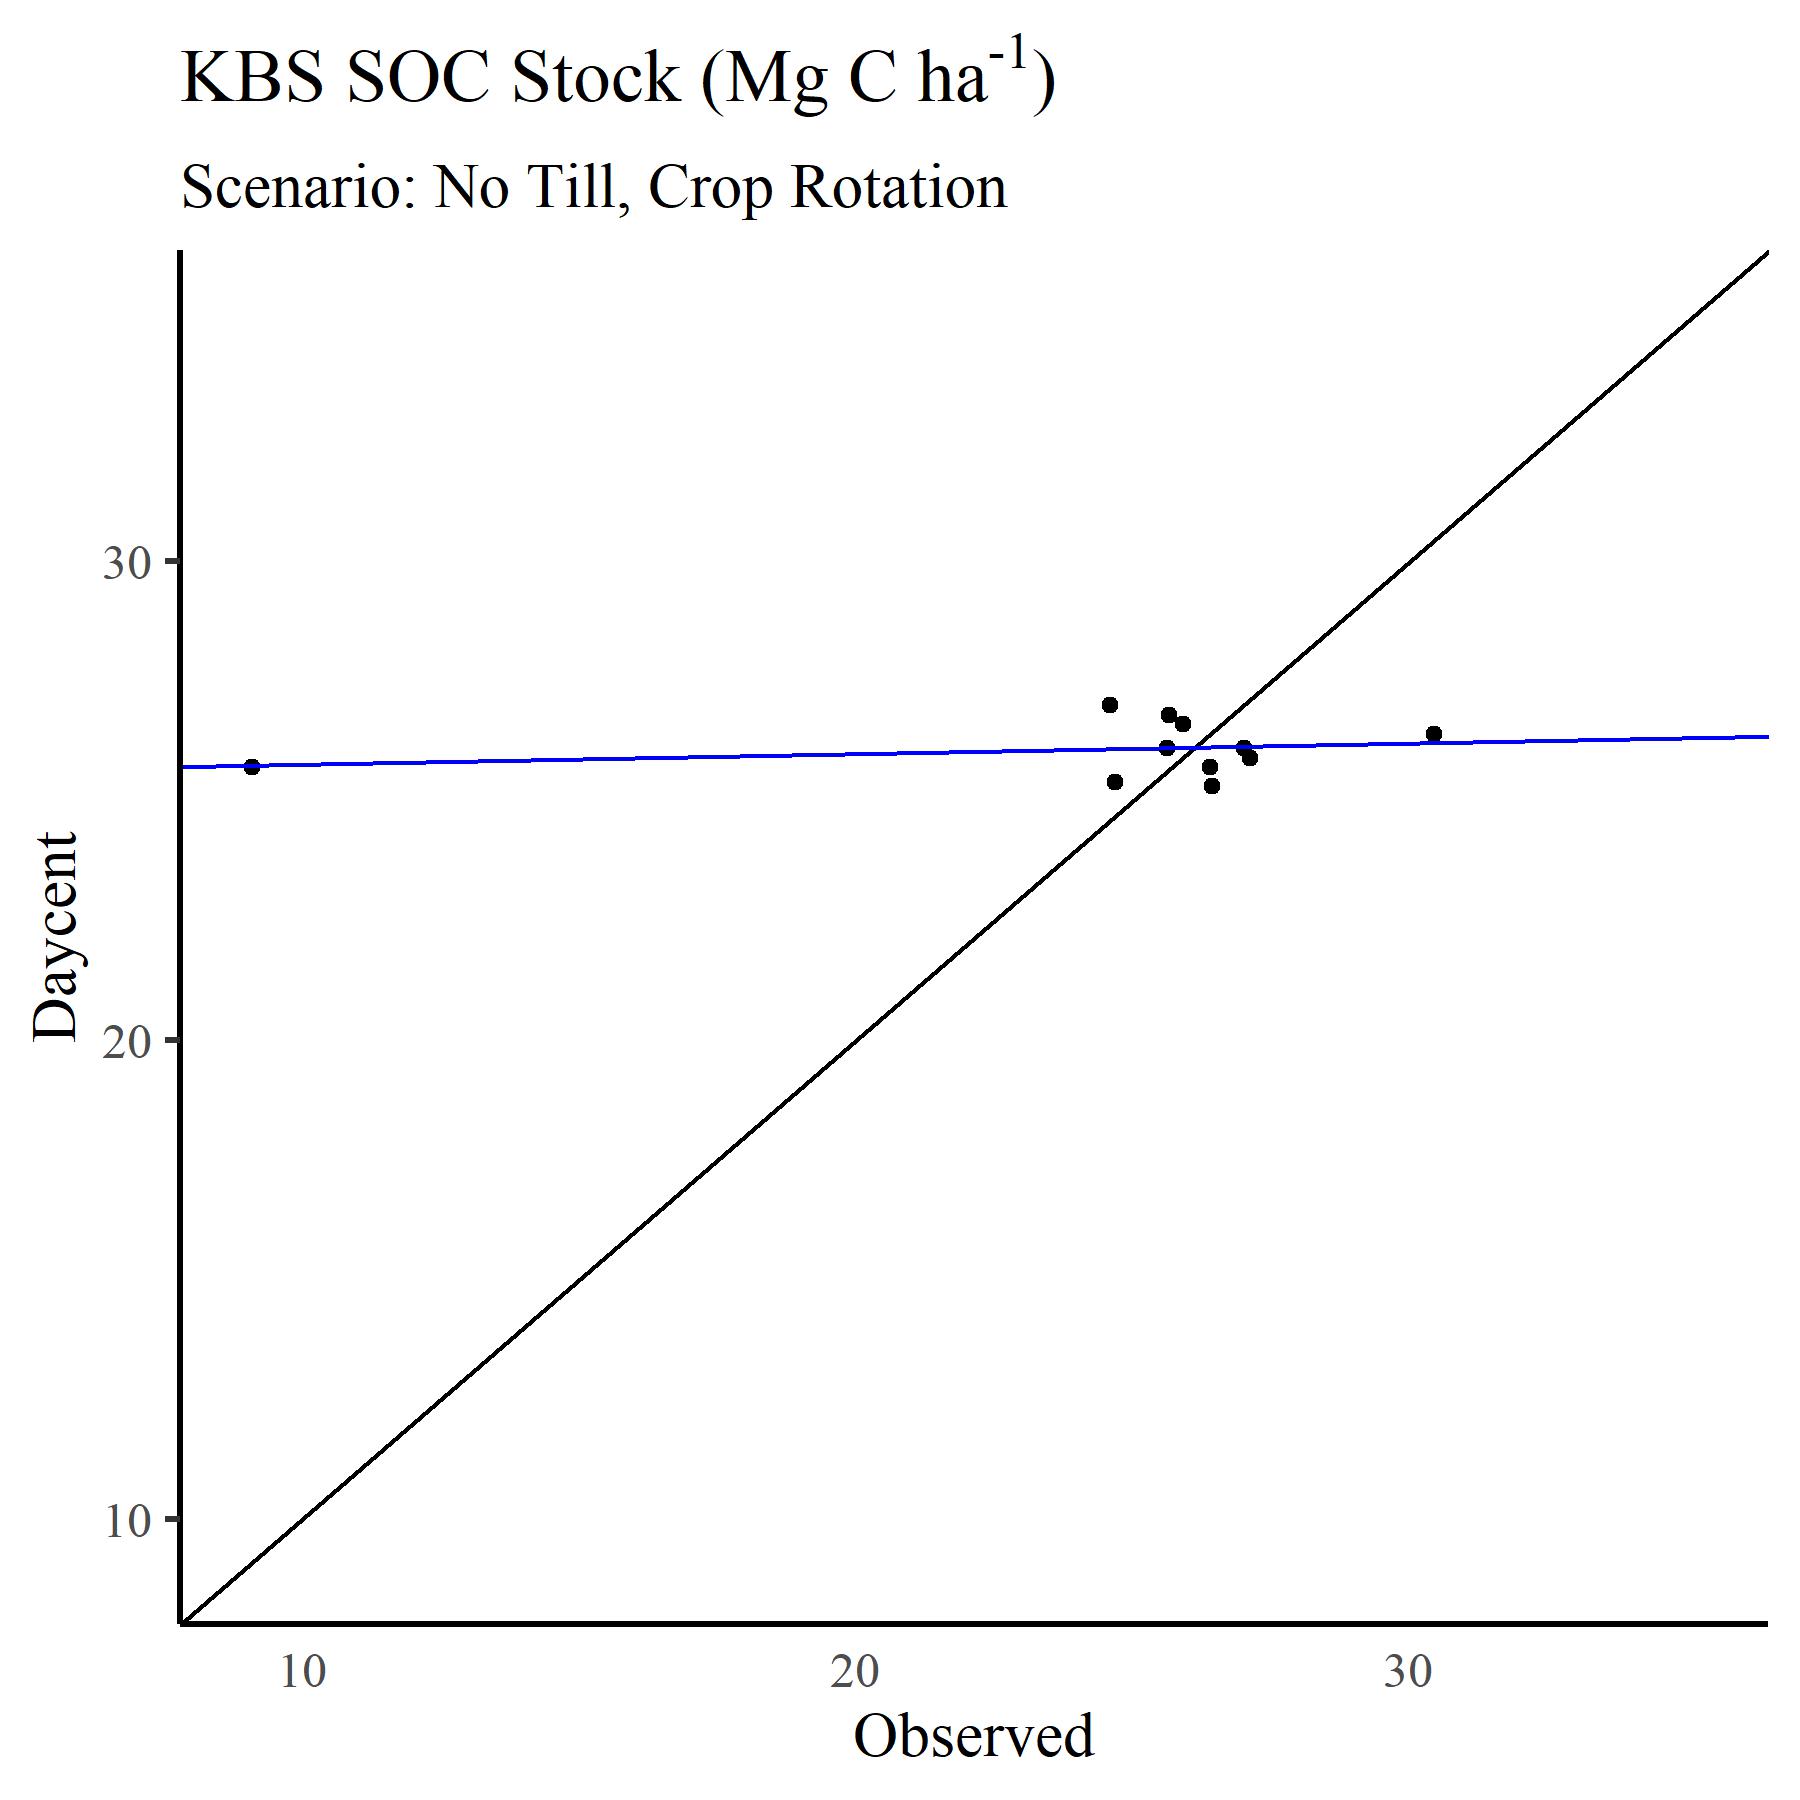 KBS SOC Stock (Mg C ha⁻¹)
Scenario: No Till, Crop Rotation
30
20
10
Daycent
10 20 30
Observed